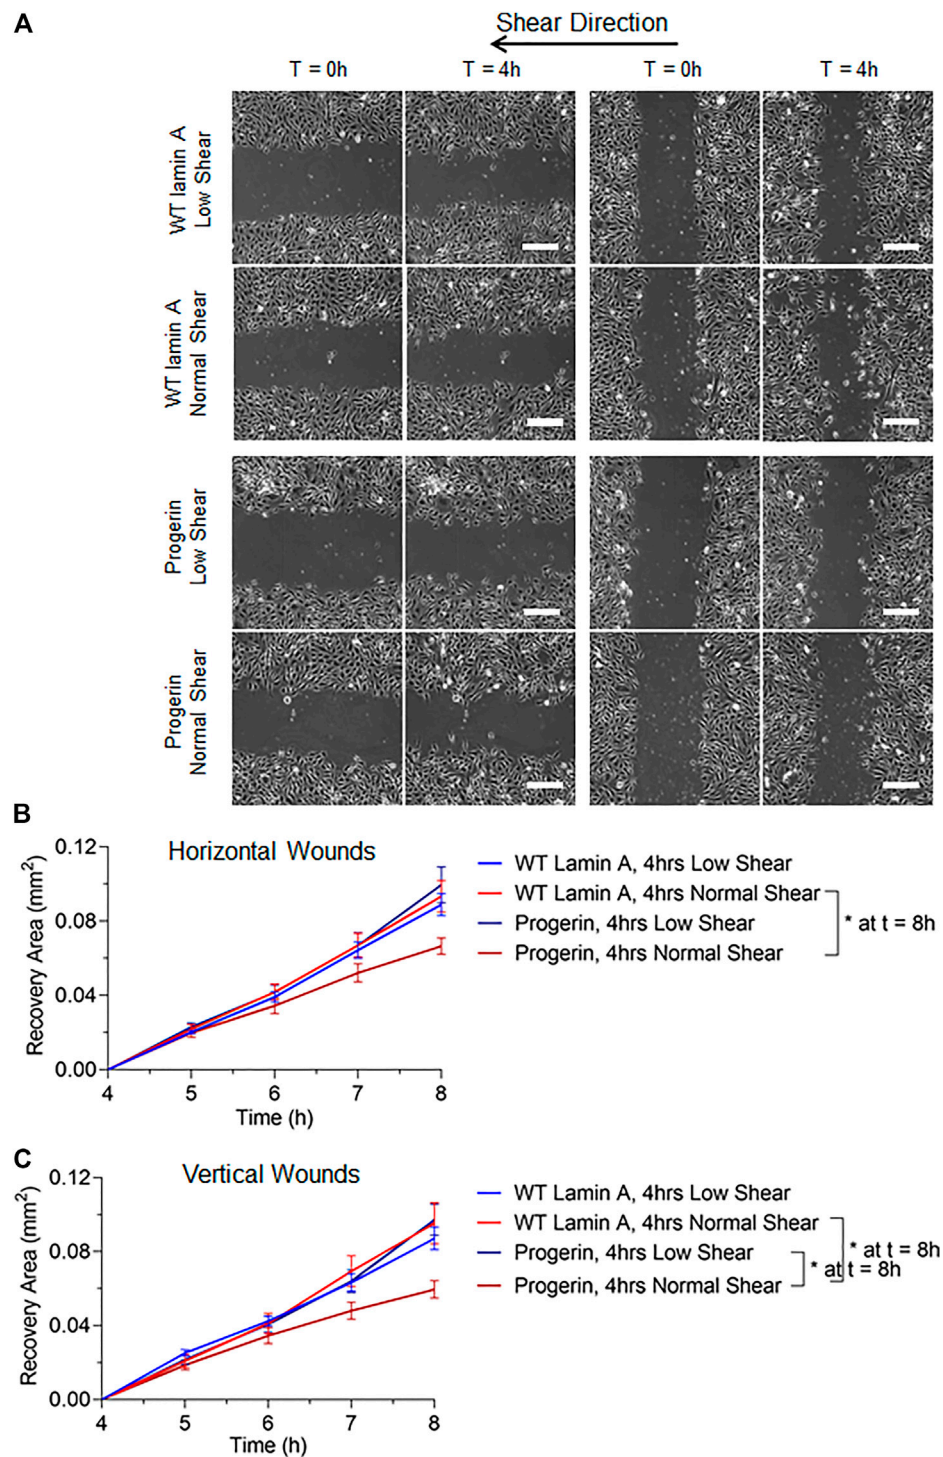 A
Shear Direction
T = 0h
T = 4h
T = 0h
T = 4h
WT lamin A
Low Shear
WT lamin A
Normal Shear
Progerin
Low Shear
Progerin
Normal Shear
B
Horizontal Wounds
Recovery Area (mm²)
0.12
0.08
0.04
0.00
4 5 6 7 8
Time (h)
WT Lamin A, 4hrs Low Shear
WT Lamin A, 4hrs Normal Shear
Progerin, 4hrs Low Shear
Progerin, 4hrs Normal Shear
* at t = 8h
C
Vertical Wounds
Recovery Area (mm²)
0.12
0.08
0.04
0.00
4 5 6 7 8
Time (h)
WT Lamin A, 4hrs Low Shear
WT Lamin A, 4hrs Normal Shear
Progerin, 4hrs Low Shear
Progerin, 4hrs Normal Shear
* at t = 8h
* at t = 8h